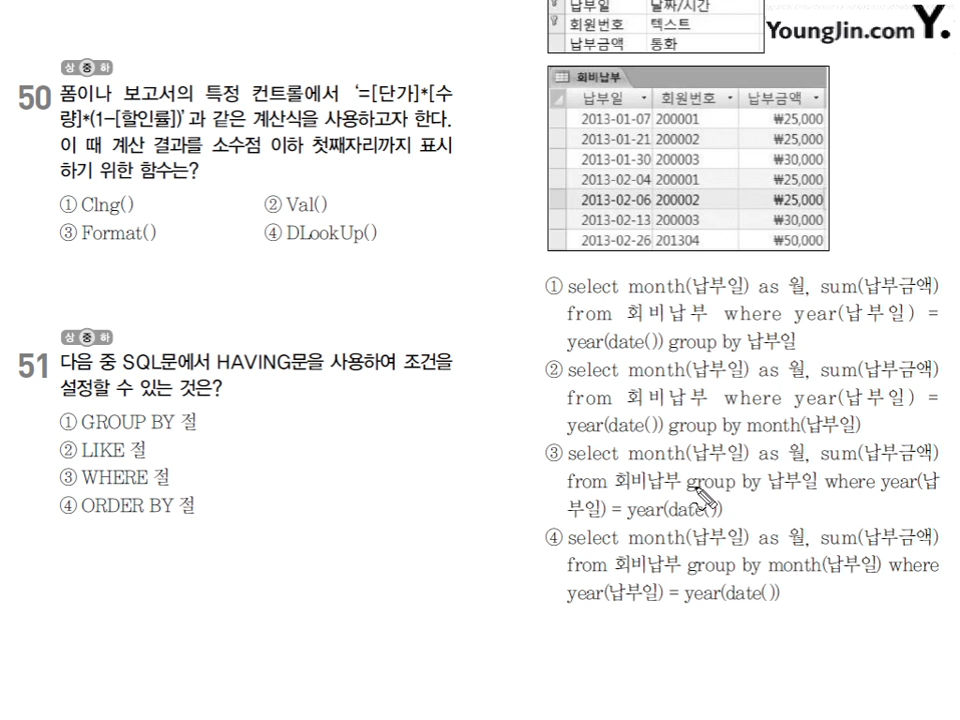 상 중 하
50 폼이나 보고서의 특정 컨트롤에서 '=[단가]*[수
량]*(1-[할인률])'과 같은 계산식을 사용하고자 한다.
이 때 계산 결과를 소수점 이하 첫째자리까지 표시
하기 위한 함수는?
① Clng() ② Val()
③ Format() ④ DLookUp()
상 중 하
51 다음 중 SQL문에서 HAVING문을 사용하여 조건을
설정할 수 있는 것은?
① GROUP BY 절
② LIKE 절
③ WHERE 절
④ ORDER BY 절
납부일 날짜/시간
회원번호 텍스트
납부금액 통화
YoungJin.com Y.
회비납부
납부일 회원번호 납부금액
2013-01-07 200001 ₩25,000
2013-01-21 200002 ₩25,000
2013-01-30 200003 ₩30,000
2013-02-04 200001 ₩25,000
2013-02-06 200002 ₩25,000
2013-02-13 200003 ₩30,000
2013-02-26 201304 ₩50,000
① select month(납부일) as 월, sum(납부금액)
from 회비납부 where year(납부일) =
year(date()) group by 납부일
② select month(납부일) as 월, sum(납부금액)
from 회비납부 where year(납부일) =
year(date()) group by month(납부일)
③ select month(납부일) as 월, sum(납부금액)
from 회비납부 group by 납부일 where year(납
부일) = year(date())
④ select month(납부일) as 월, sum(납부금액)
from 회비납부 group by month(납부일) where
year(납부일) = year(date())